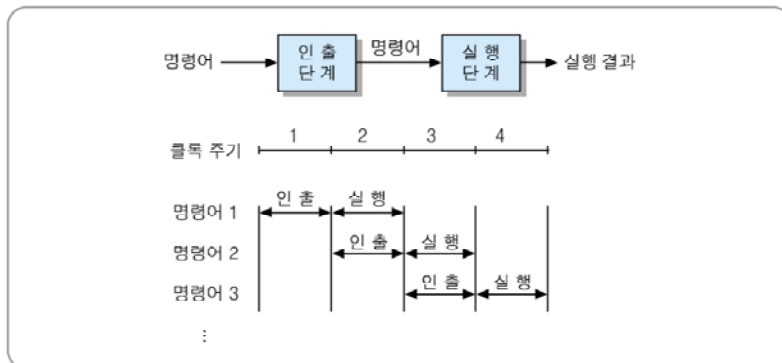 명령어 인 출 단 계 명령어 실 행 단 계 실행 결과
클록 주기 1 2 3 4
명령어 1 인 출 실 행
명령어 2 인 출 실 행
명령어 3 인 출 실 행
⋮